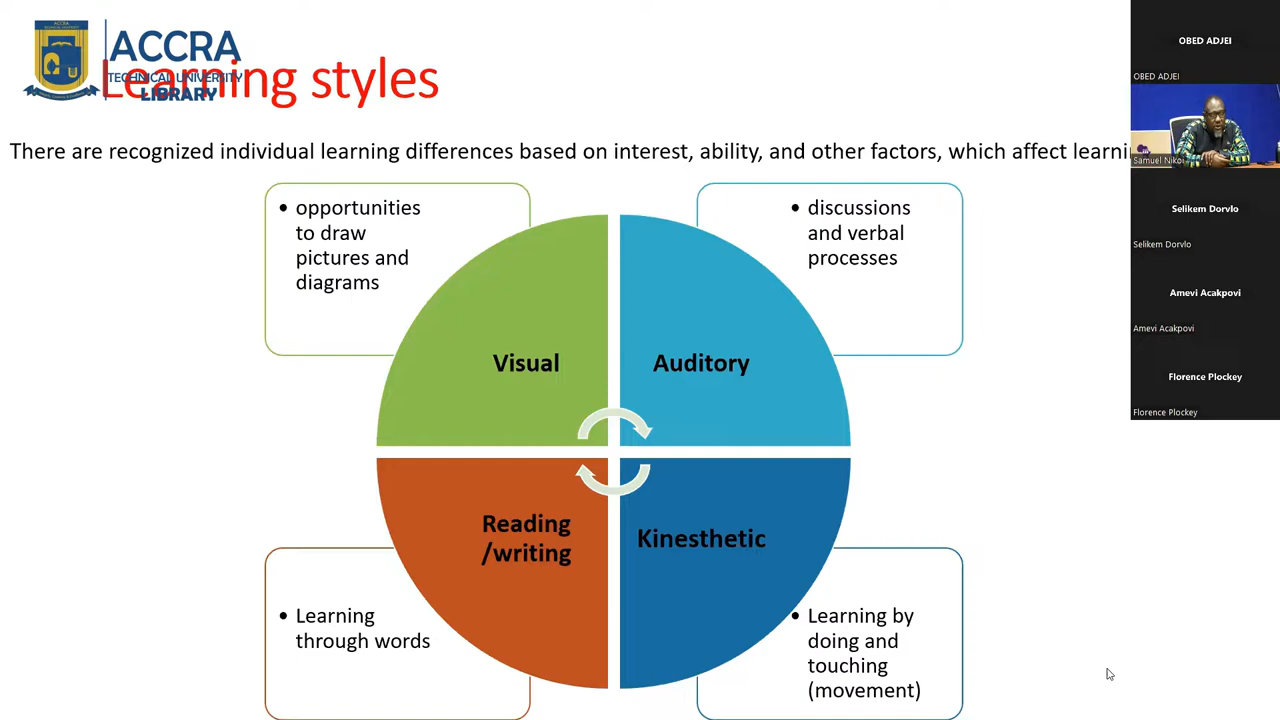 ACCRA
TECHNICAL UNIVERSITY
LIBRARY
Learning styles
There are recognized individual learning differences based on interest, ability, and other factors, which affect
• opportunities
to draw
pictures and
diagrams
• discussions
and verbal
processes
Visual
Auditory
Reading
/writing
Kinesthetic
• Learning
through words
• Learning by
doing and
touching
(movement)
OBED ADJEI
OBED ADJEI
Samuel
Selikem Dorvlo
Selikem Dorvlo
Amevi Acakpovi
Amevi Acakpovi
Florence Plockey
Florence Plockey